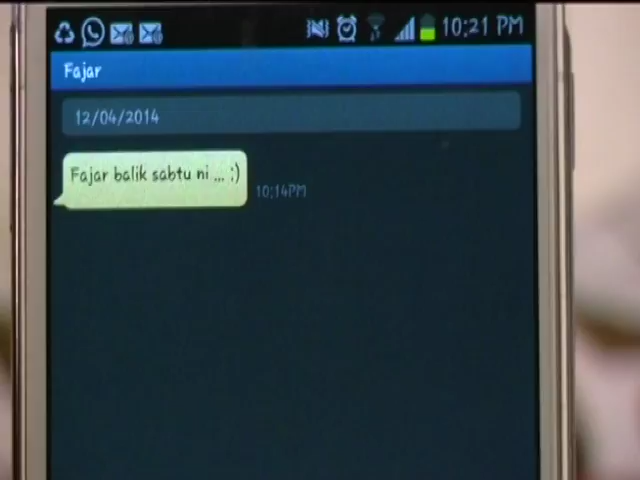 10:21 PM
Fajar
12/04/2014
Fajar balik sabtu ni ... :)
10:14PM